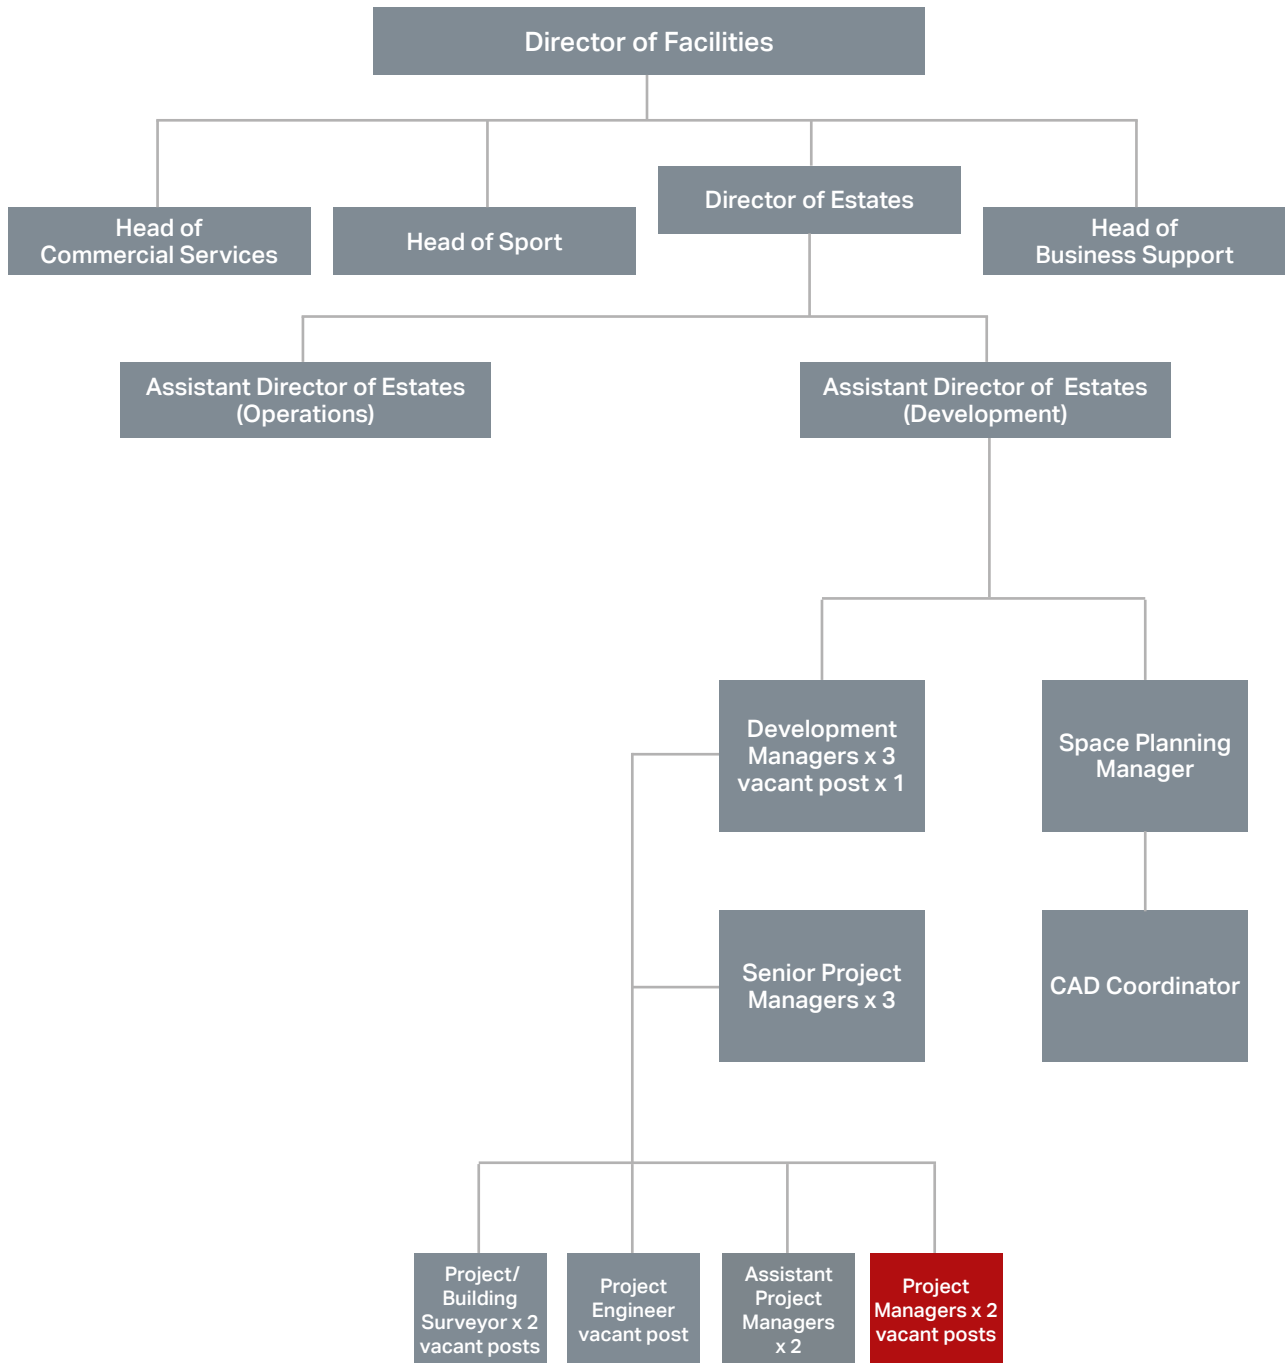 Director of Facilities
Head of
Commercial Services
Head of Sport
Director of Estates
Head of
Business Support
Assistant Director of Estates
(Operations)
Assistant Director of  Estates
(Development)
Development
Managers x 3
vacant post x 1
Space Planning
Manager
Senior Project
Managers x 3
CAD Coordinator
Project/
Building
Surveyor x 2
vacant posts
Project
Engineer
vacant post
Assistant
Project
Managers
x 2
Project
Managers x 2
vacant posts